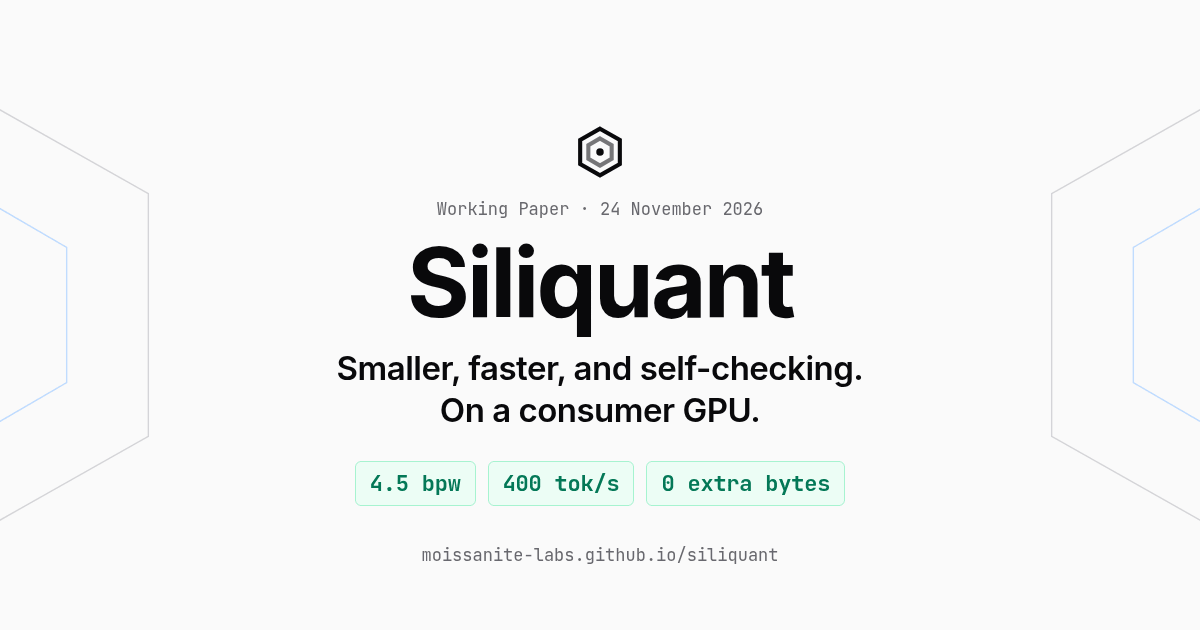 Working Paper · 24 November 2026
Siliquant
Smaller, faster, and self-checking.
On a consumer GPU.
4.5 bpw 400 tok/s 0 extra bytes
moissanite-labs.github.io/siliquant